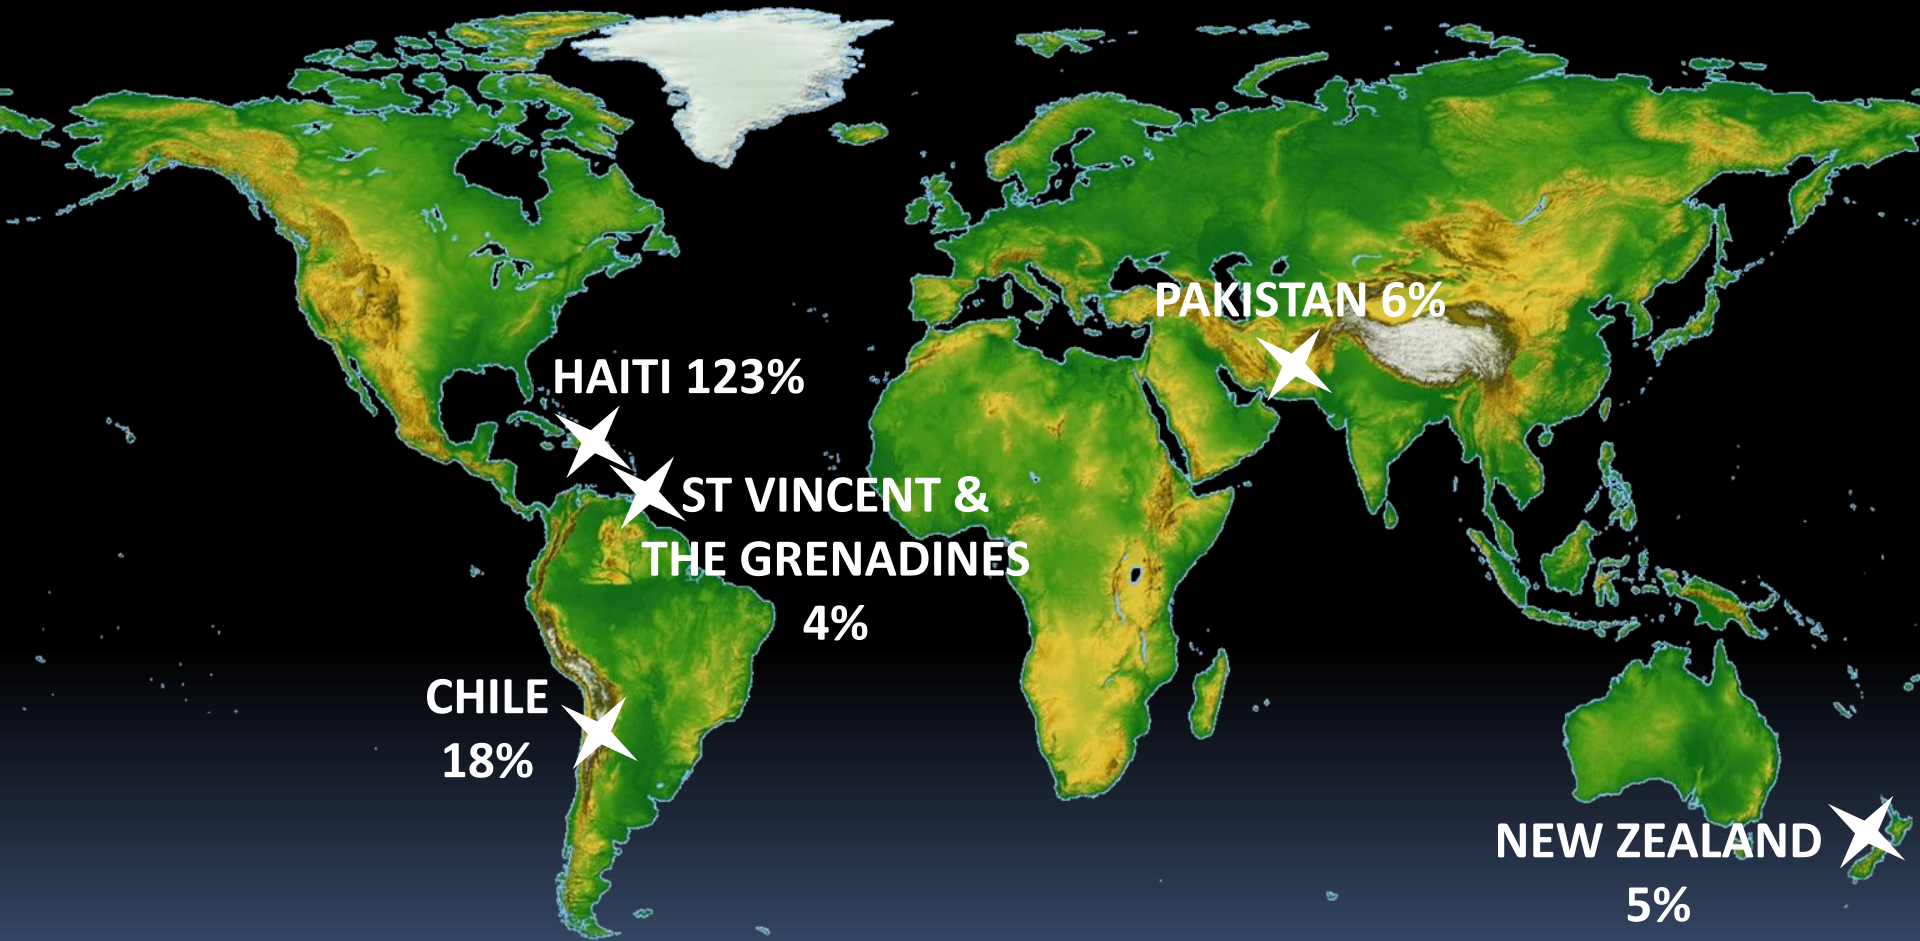 PAKISTAN 6%
HAITI 123%
ST VINCENT &
THE GRENADINES
4%
CHILE
18%
NEW ZEALAND
5%